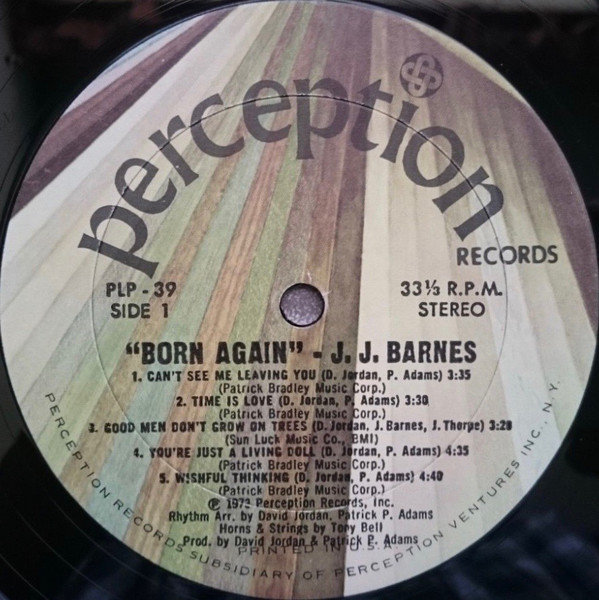 perception
RECORDS
PLP - 39
SIDE 1
33⅓ R.P.M.
STEREO
"BORN AGAIN" - J. J. BARNES
1. CAN'T SEE ME LEAVING YOU (D. Jordan, P. Adams) 3:35
(Patrick Bradley Music Corp.)
2. TIME IS LOVE (D. Jordan, P. Adams) 3:30
(Patrick Bradley Music Corp.)
3. GOOD MEN DON'T GROW ON TREES (D. Jordan, J. Barnes, J. Thorpe) 3:28
(Sun Luck Music Co., BMI)
4. YOU'RE JUST A LIVING DOLL (D. Jordan, P. Adams) 4:35
(Patrick Bradley Music Corp.)
5. WISHFUL THINKING (D. Jordan, P. Adams) 4:40
(Patrick Bradley Music Corp.)
℗ 1973 Perception Records, Inc.
Rhythm Arr. by David Jordan, Patrick P. Adams
Horns & Strings by Tony Bell
Prod. by David Jordan & Patrick P. Adams
PRINTED IN U.S.A.
PERCEPTION RECORDS SUBSIDIARY OF PERCEPTION VENTURES INC., N.Y.